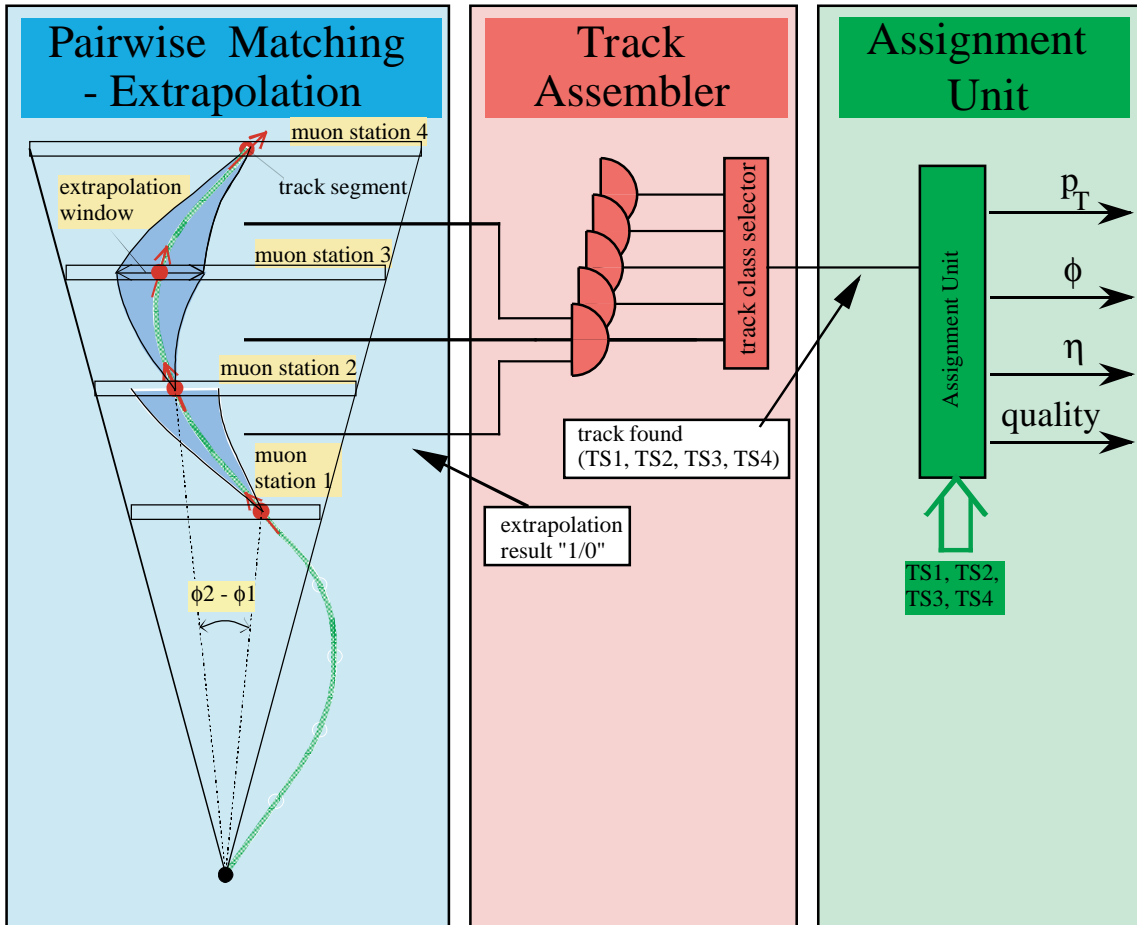 Pairwise Matching
- Extrapolation
muon station 4
track segment
extrapolation
window
muon station 3
muon station 2
muon
station 1
ϕ2 - ϕ1
Track
Assembler
track class selector
track found
(TS1, TS2, TS3, TS4)
extrapolation
result "1/0"
Assignment
Unit
Assignment Unit
pT
ϕ
η
quality
TS1, TS2,
TS3, TS4